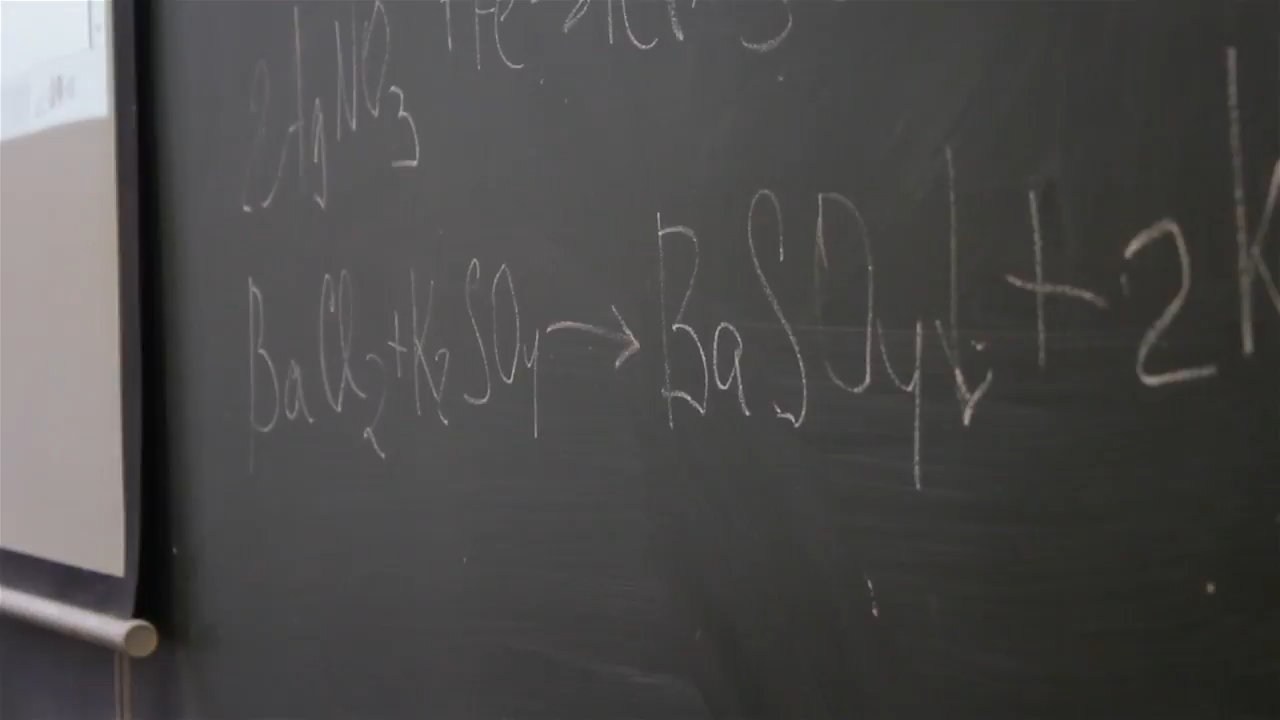 2AgNO3
BaCl2 + K2SO4 → BaSO4↓ + 2K